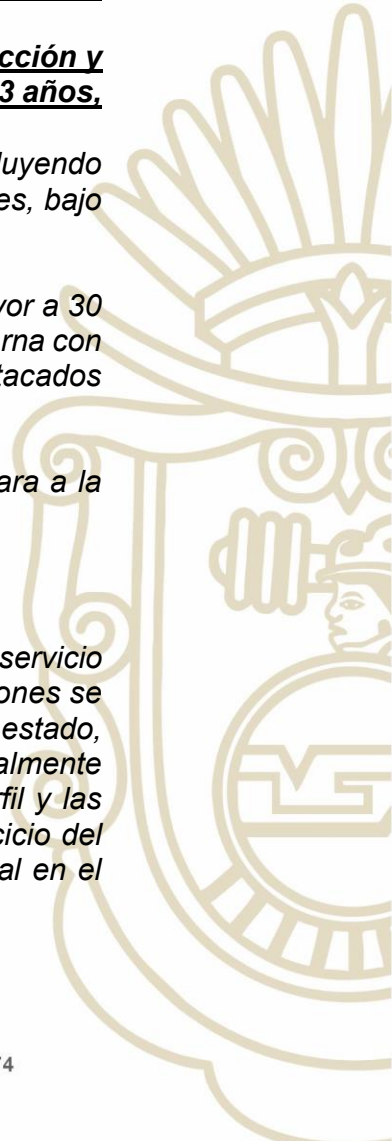 cción y
3 años,
luyendo
es, bajo
vor a 30
rna con
tacados
ara a la
servicio
iones se
estado,
almente
rfil y las
cicio del
al en el
74